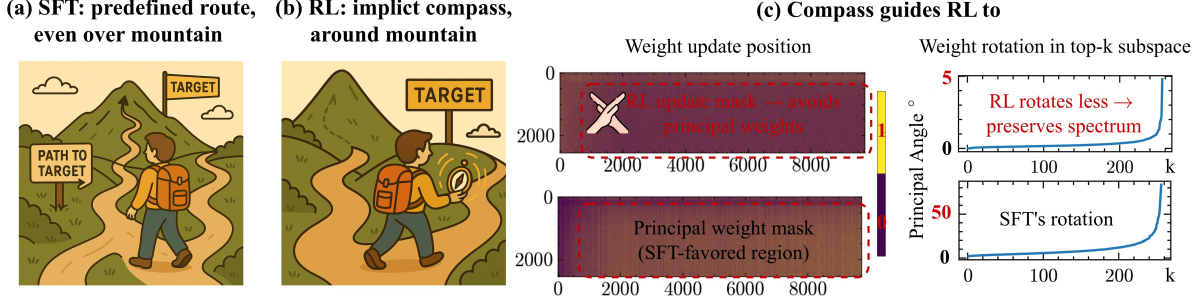 (a) SFT: predefined route,
even over mountain
TARGET
PATH TO
TARGET
(b) RL: implict compass,
around mountain
TARGET
(c) Compass guides RL to
Weight update position
0
2000
RL update mask → avoids
principal weights
0 2000 4000 6000 8000
0
2000
Principal weight mask
(SFT-favored region)
0 2000 4000 6000 8000
1
0
Weight rotation in top-k subspace
Principal Angle°
5
0
RL rotates less →
preserves spectrum
0 100 200 k
50
0
SFT's rotation
0 100 200 k